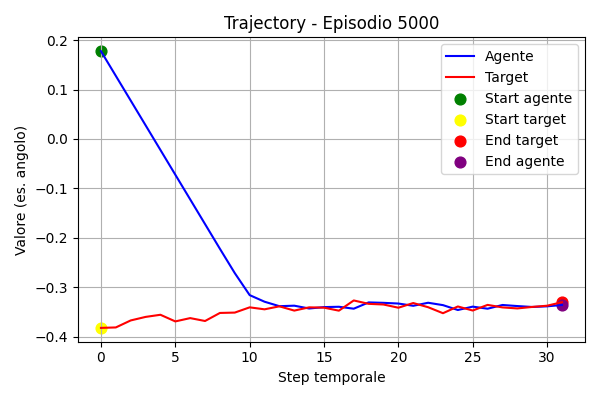 Trajectory - Episodio 5000
Agente
Target
Start agente
Start target
End target
End agente
Valore (es. angolo)
0.2
0.1
0.0
−0.1
−0.2
−0.3
−0.4
0 5 10 15 20 25 30
Step temporale